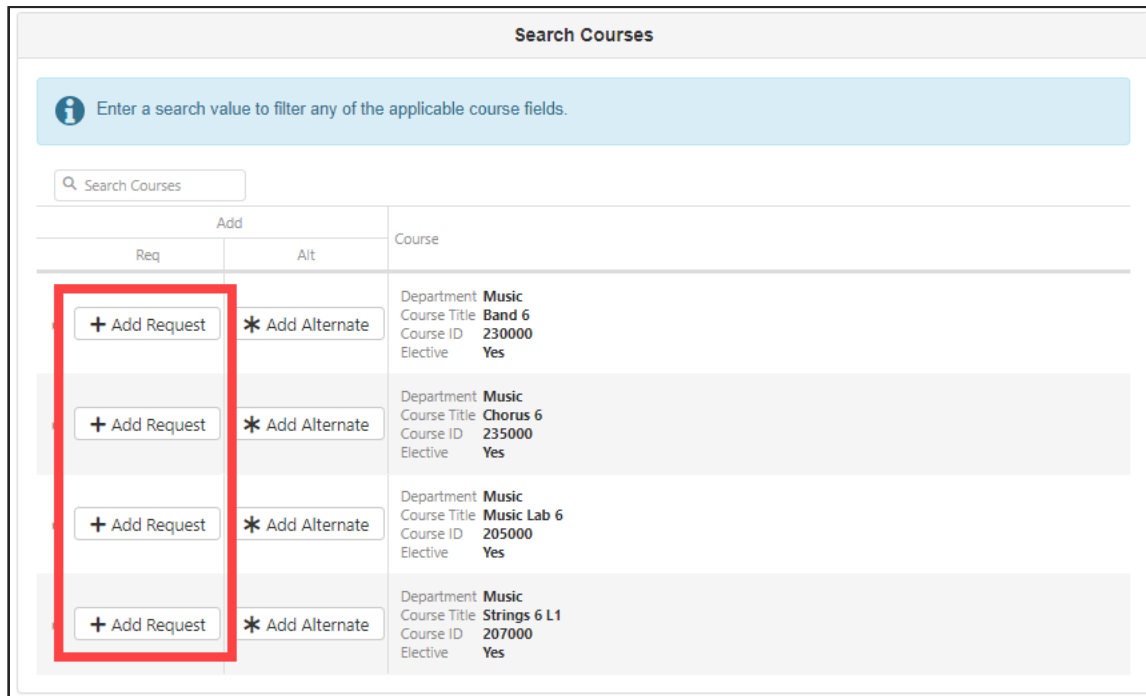 Search Courses
Enter a search value to filter any of the applicable course fields.
Search Courses
Add
Course
Req Alt
+ Add Request * Add Alternate
Department Music
Course Title Band 6
Course ID 230000
Elective Yes
+ Add Request * Add Alternate
Department Music
Course Title Chorus 6
Course ID 235000
Elective Yes
+ Add Request * Add Alternate
Department Music
Course Title Music Lab 6
Course ID 205000
Elective Yes
+ Add Request * Add Alternate
Department Music
Course Title Strings 6 L1
Course ID 207000
Elective Yes